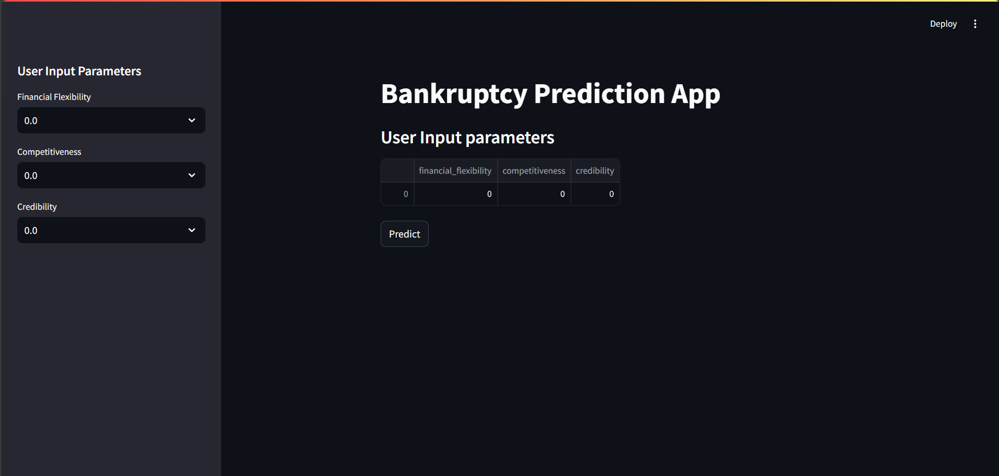 Deploy
User Input Parameters
Financial Flexibility
0.0
Competitiveness
0.0
Credibility
0.0
Bankruptcy Prediction App
User Input parameters
financial_flexibility competitiveness credibility
0 0 0 0
Predict